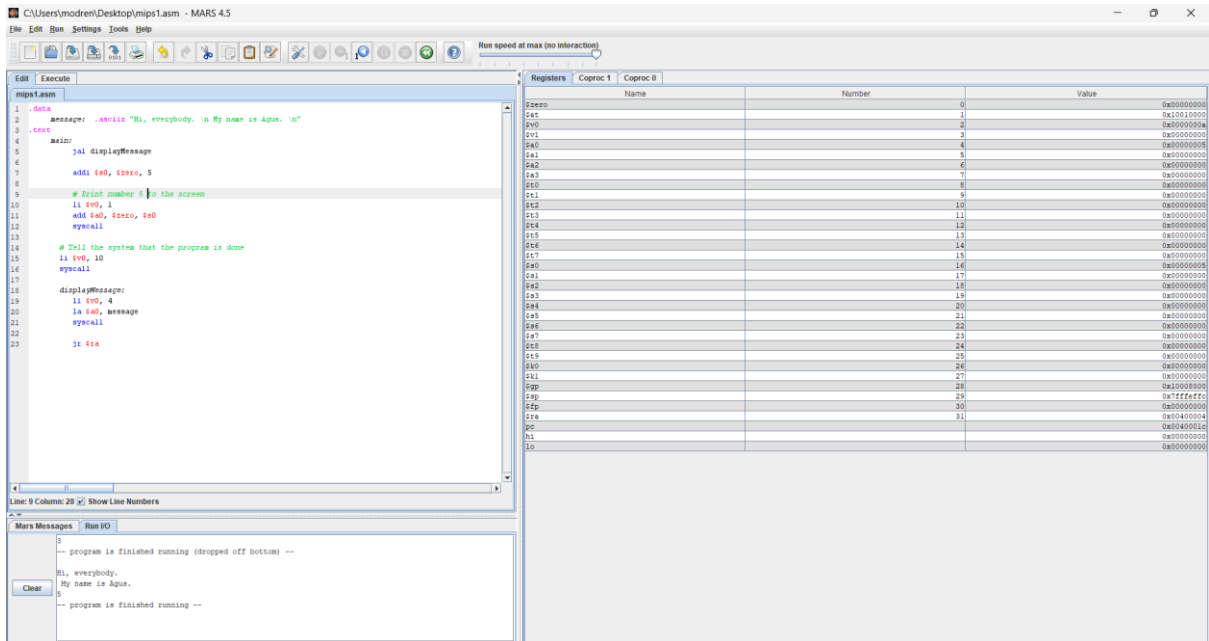 C:\Users\modren\Desktop\mips1.asm - MARS 4.5
File Edit Run Settings Tools Help
Run speed at max (no interaction)
Edit Execute
mips1.asm
1 .data
2 message: .asciiz "Hi, everybody. \n My name is Agus. \n"
3 .text
4 main:
5 jal displayMessage
6
7 addi $s0, $zero, 5
8
9 # Print number 5 to the screen
10 li $v0, 1
11 add $a0, $zero, $s0
12 syscall
13
14 # Tell the system that the program is done
15 li $v0, 10
16 syscall
17
18 displayMessage:
19 li $v0, 4
20 la $a0, message
21 syscall
22
23 jr $ra
Line: 9 Column: 28 Show Line Numbers
Mars Messages Run I/O
Clear
3
-- program is finished running (dropped off bottom) --
Hi, everybody.
My name is Agus.
5
-- program is finished running --
Registers Coproc 1 Coproc 0
Name Number Value
$zero 0 0x00000000
$at 1 0x10010000
$v0 2 0x0000000a
$v1 3 0x00000000
$a0 4 0x00000005
$a1 5 0x00000000
$a2 6 0x00000000
$a3 7 0x00000000
$t0 8 0x00000000
$t1 9 0x00000000
$t2 10 0x00000000
$t3 11 0x00000000
$t4 12 0x00000000
$t5 13 0x00000000
$t6 14 0x00000000
$t7 15 0x00000000
$s0 16 0x00000005
$s1 17 0x00000000
$s2 18 0x00000000
$s3 19 0x00000000
$s4 20 0x00000000
$s5 21 0x00000000
$s6 22 0x00000000
$s7 23 0x00000000
$t8 24 0x00000000
$t9 25 0x00000000
$k0 26 0x00000000
$k1 27 0x00000000
$gp 28 0x10008000
$sp 29 0x7fffeffc
$fp 30 0x00000000
$ra 31 0x00400004
pc 0x0040001c
hi 0x00000000
lo 0x00000000